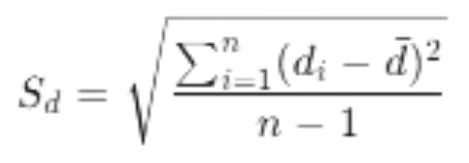 $S_d = \sqrt{\frac{\sum_{i=1}^{n}(d_i - \bar{d})^2}{n-1}}$